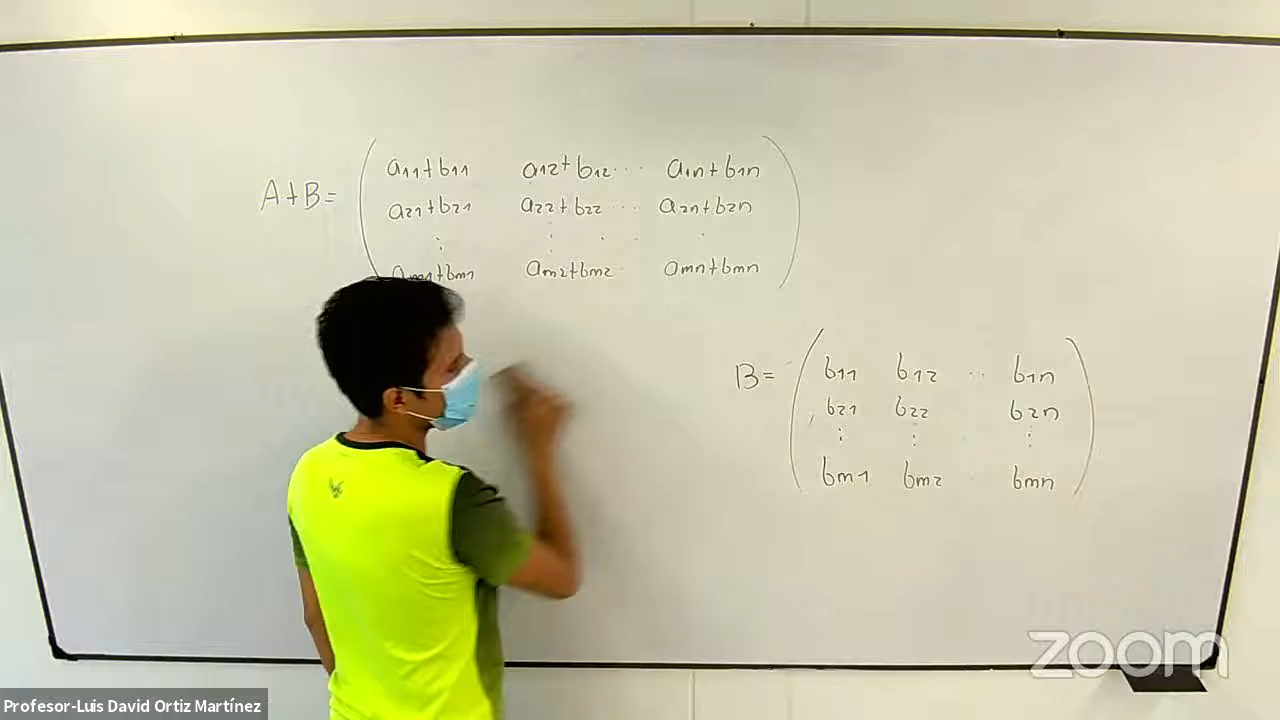 A+B=
a11+b11 a12+b12 ... a1n+b1n
a21+b21 a22+b22 ... a2n+b2n
am1+bm1 am2+bm2 amn+bmn
B=
b11 b12 .. b1n
b21 b22 b2n
bm1 bm2 bmn
zoom
Profesor-Luis David Ortiz Martínez